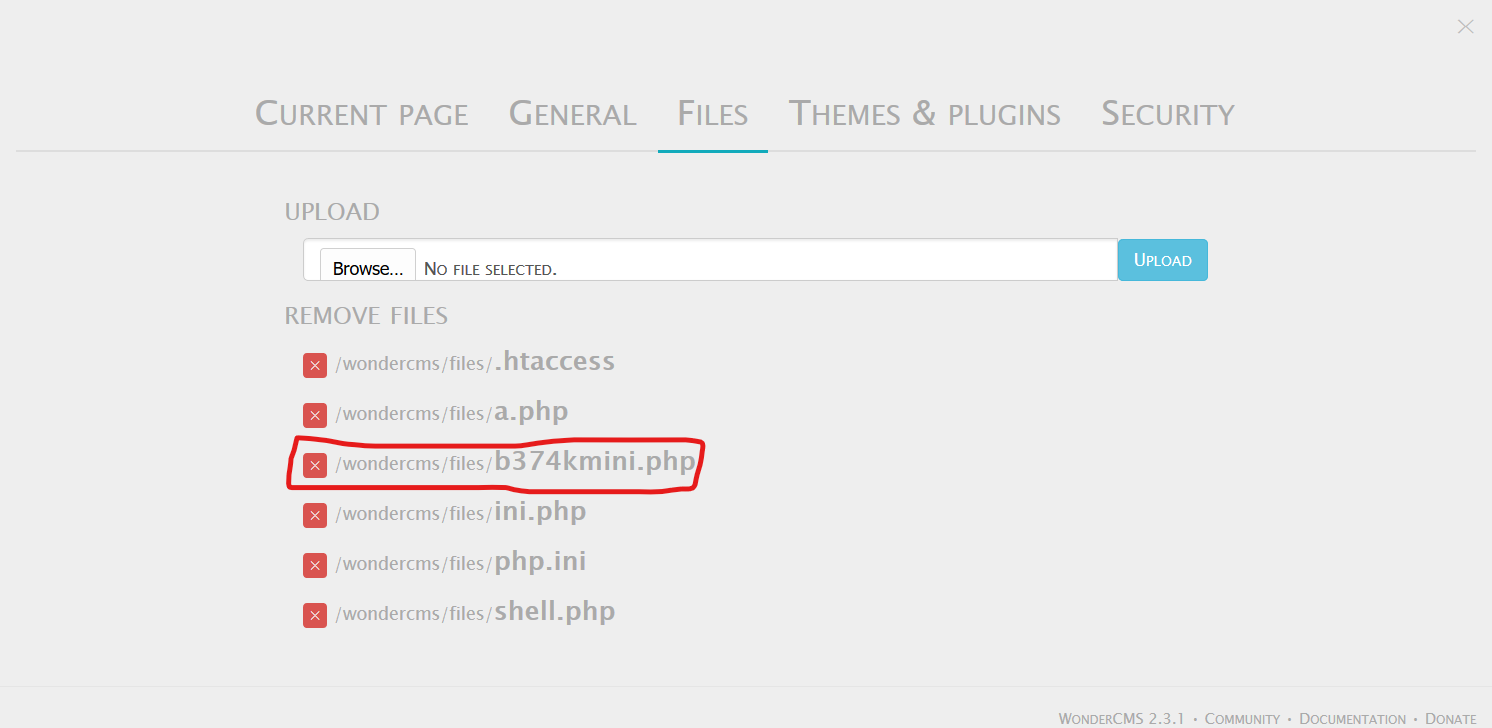 Current page General Files Themes & plugins Security
UPLOAD
Browse... No file selected. Upload
REMOVE FILES
/wondercms/files/.htaccess
/wondercms/files/a.php
/wondercms/files/b374kmini.php
/wondercms/files/ini.php
/wondercms/files/php.ini
/wondercms/files/shell.php
WonderCMS 2.3.1 • Community • Documentation • Donate